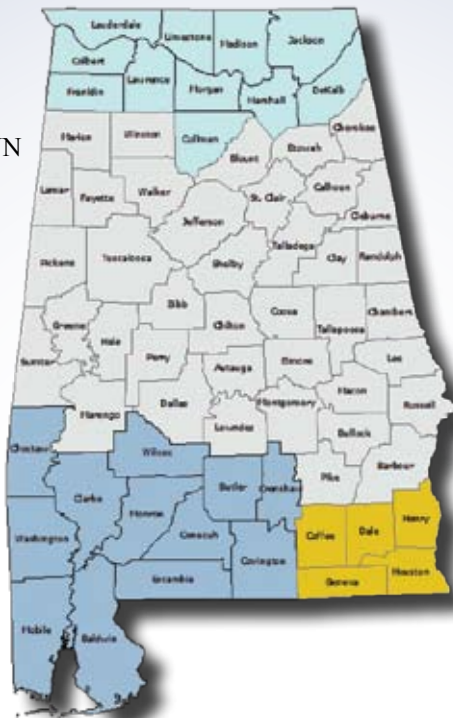 Lauderdale
Limestone
Madison
Jackson
Colbert
Lawrence
Franklin
Morgan
Marshall
DeKalb
Cherokee
N
Marion
Winston
Cullman
Blount
Etowah
Lamar
Fayette
Walker
St. Clair
Calhoun
Cleburne
Jefferson
Talladega
Pickens
Tuscaloosa
Shelby
Clay
Randolph
Bibb
Chilton
Coosa
Tallapoosa
Chambers
Greene
Hale
Sumter
Perry
Autauga
Elmore
Lee
Macon
Russell
Marengo
Dallas
Lowndes
Montgomery
Bullock
Choctaw
Wilcox
Pike
Barbour
Clarke
Butler
Crenshaw
Monroe
Coffee
Dale
Henry
Washington
Conecuh
Covington
Escambia
Geneva
Houston
Mobile
Baldwin